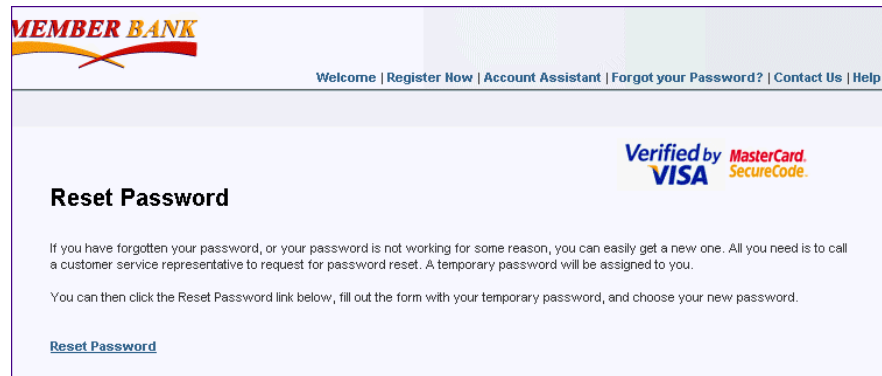 MEMBER BANK
Welcome | Register Now | Account Assistant | Forgot your Password? | Contact Us | Help
Verified by VISA
MasterCard. SecureCode.
Reset Password
If you have forgotten your password, or your password is not working for some reason, you can easily get a new one. All you need is to call
a customer service representative to request for password reset. A temporary password will be assigned to you.
You can then click the Reset Password link below, fill out the form with your temporary password, and choose your new password.
Reset Password